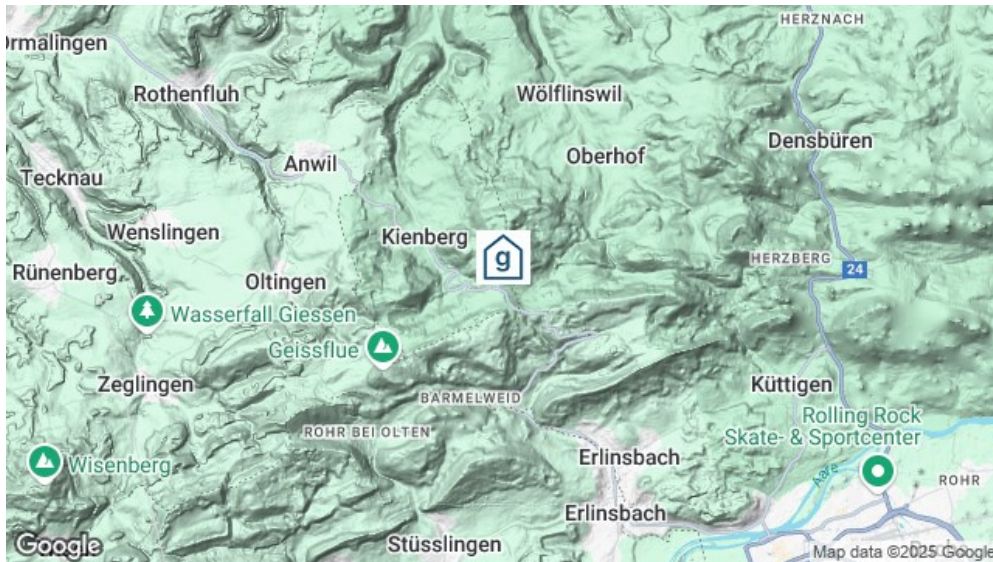 HERZNACH
Ormalingen
Rothenfluh
Wölflinswil
Densbüren
Oberhof
Anwil
Tecknau
Wenslingen
Kienberg
g
HERZBERG
Rünenberg
Oltingen
24
Wasserfall Giessen
Geissflue
Zeglingen
BARMELWEID
Küttigen
Rolling Rock
Skate- & Sportcenter
ROHR BEI OLTEN
Wisenberg
Erlinsbach
Aare
ROHR
Erlinsbach
Stüsslingen
Google
Map data ©2025 Google